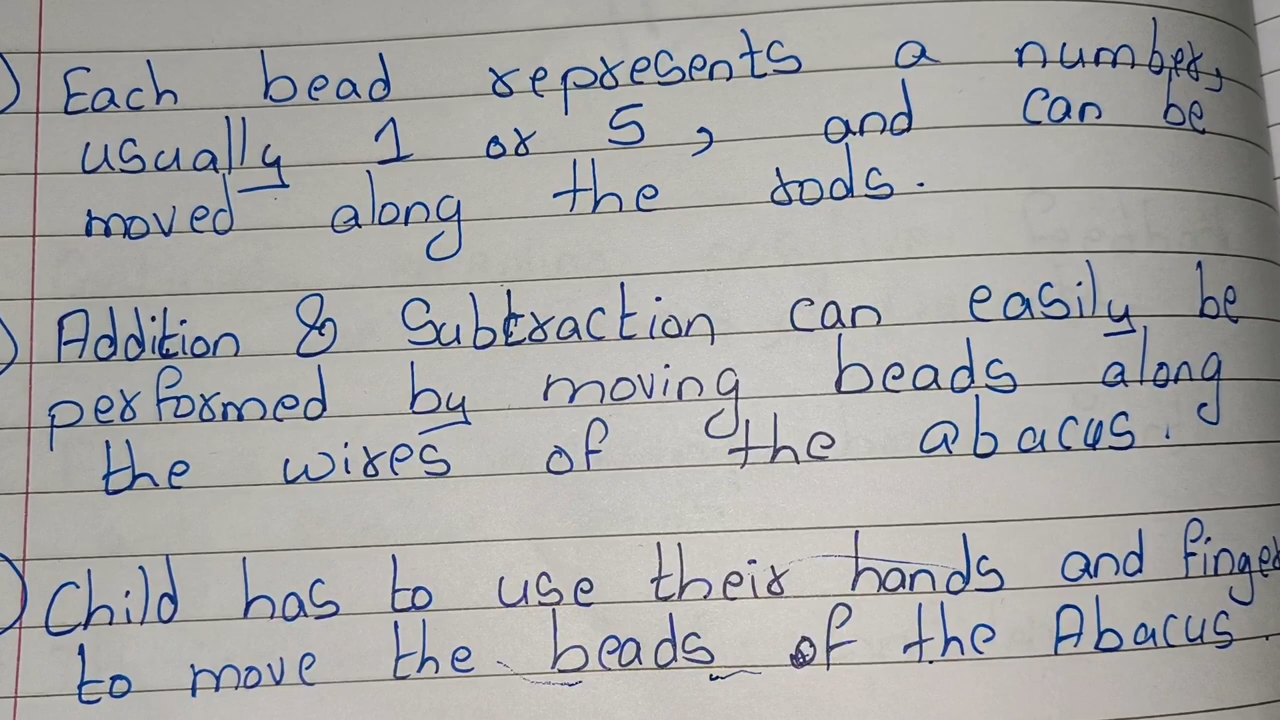 ) Each bead represents a number,
usually 1 or 5, and can be
moved along the rods.
) Addition & Subtraction can easily be
performed by moving beads along
the wires of the abacus.
) Child has to use their hands and finger
to move the beads of the Abacus.